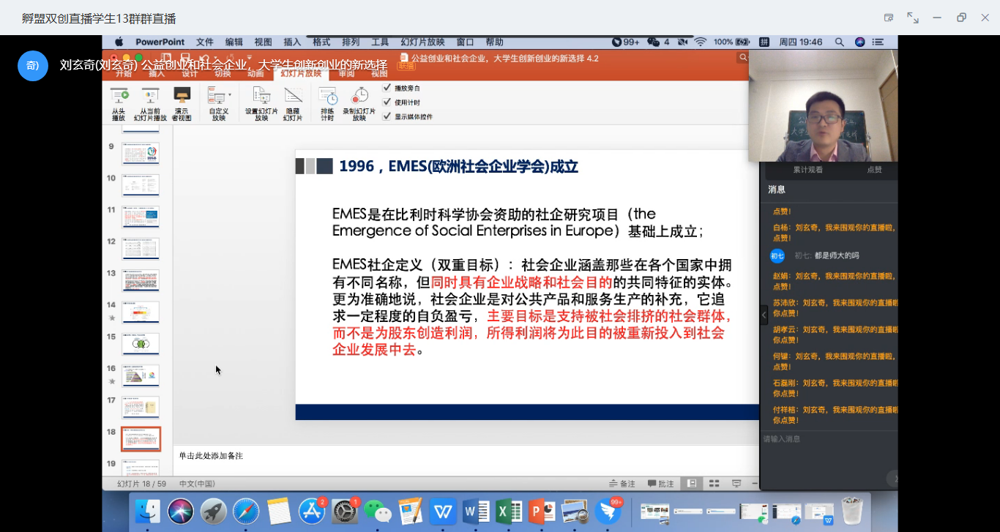 孵盟双创直播学生13群群直播
PowerPoint 文件 编辑 视图 插入 格式 排列 工具 幻灯片放映 窗口 帮助
99+ 4 100% 拼 周四 19:46
奇) 刘玄奇(刘玄奇) 公益创业和社会企业，大学生创新创业的新选择
公益创业和社会企业，大学生创新创业的新选择 4.2
开始 插入 设计 切换 动画 幻灯片放映 审阅 视图
从头播放
从当前幻灯片播放
演示者视图
自定义放映
设置幻灯片放映
隐藏幻灯片
排练计时
录制幻灯片放映
播放旁白
使用计时
显示媒体控件
9
10
11
12
13
14
15
16
17
18
19
1996，EMES(欧洲社会企业学会)成立
EMES是在比利时科学协会资助的社企研究项目（the
Emergence of Social Enterprises in Europe）基础上成立；
EMES社企定义（双重目标）：社会企业涵盖那些在各个国家中拥
有不同名称，但同时具有企业战略和社会目的的共同特征的实体。
更为准确地说，社会企业是对公共产品和服务生产的补充，它追
求一定程度的自负盈亏，主要目标是支持被社会排挤的社会群体，
而不是为股东创造利润，所得利润将为此目的被重新投入到社会
企业发展中去。
单击此处添加备注
幻灯片 18 / 59 中文(中国)
备注 批注
累计观看 点赞
消息
点赞！
白杨：刘玄奇，我来围观你的直播啦，
点赞！
初七 初七: 都是师大的吗
赵娟：刘玄奇，我来围观你的直播啦，
点赞！
苏沛欣：刘玄奇，我来围观你的直播啦
你点赞！
胡孝云：刘玄奇，我来围观你的直播啦
你点赞！
何键：刘玄奇，我来围观你的直播啦，
点赞！
石磊刚：刘玄奇，我来围观你的直播啦
你点赞！
付祥桔：刘玄奇，我来围观你的直播啦
你点赞！
请输入消息
2 1 99+